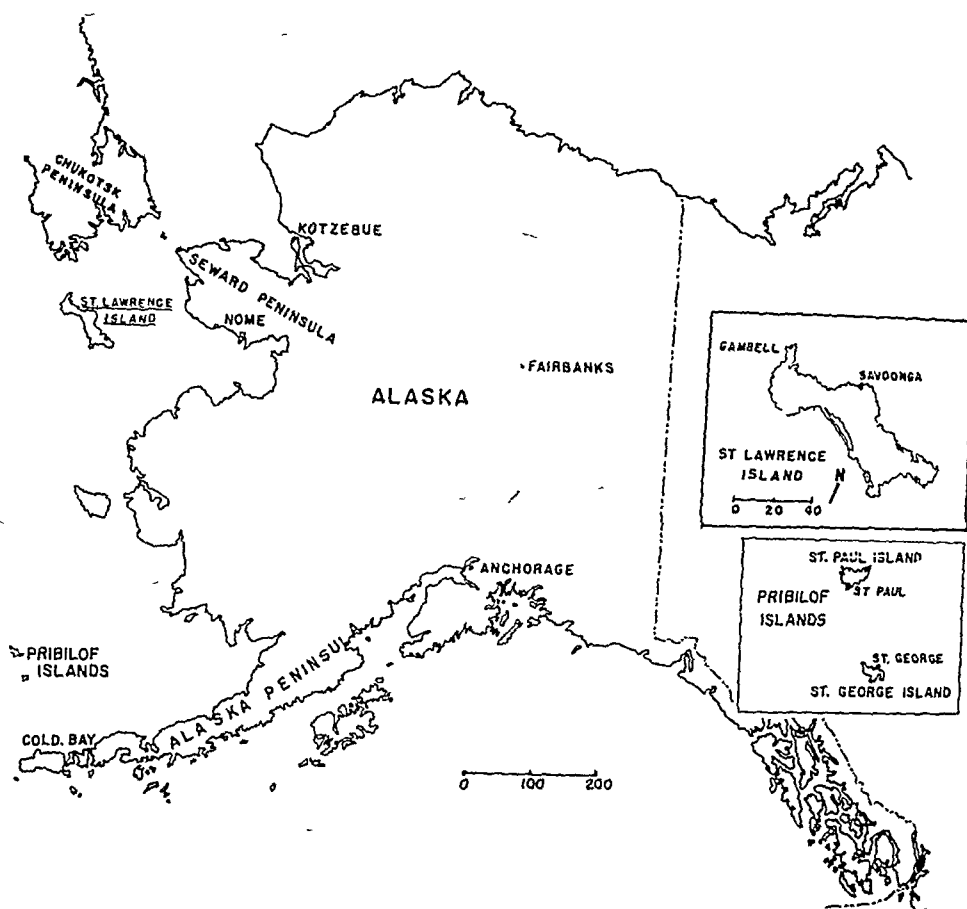 CHUKOTSK
PENINSULA
KOTZEBUE
SEWARD PENINSULA
ST. LAWRENCE
ISLAND
NOME
FAIRBANKS
ALASKA
GAMBELL
SAVOONGA
ST LAWRENCE
ISLAND
N
0 20 40
ANCHORAGE
ST. PAUL ISLAND
ST PAUL
PRIBILOF
ISLANDS
ST. GEORGE
ST. GEORGE ISLAND
PRIBILOF
ISLANDS
ALASKA PENINSULA
COLD. BAY
0 100 200